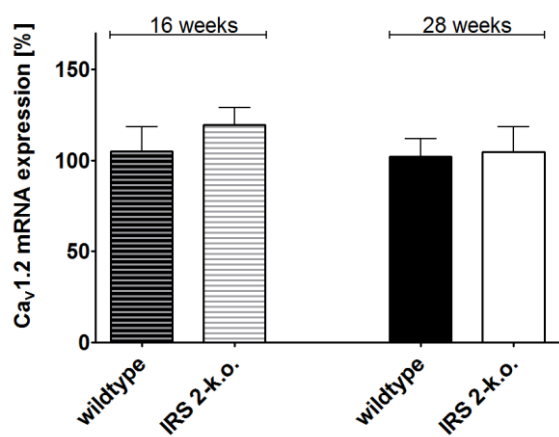 16 weeks
28 weeks
Cav1.2 mRNA expression [%]
150
100
50
0
wildtype
IRS 2-k.o.
wildtype
IRS 2-k.o.